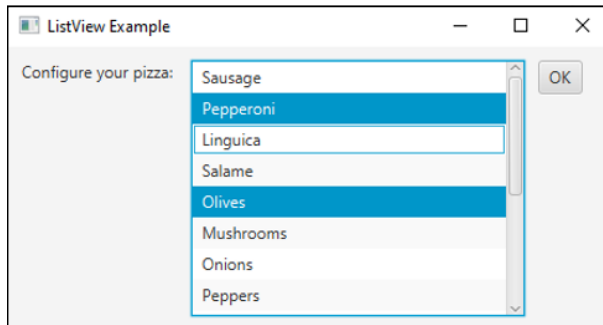 ListView Example
Configure your pizza:
Sausage
Pepperoni
Linguica
Salame
Olives
Mushrooms
Onions
Peppers
OK